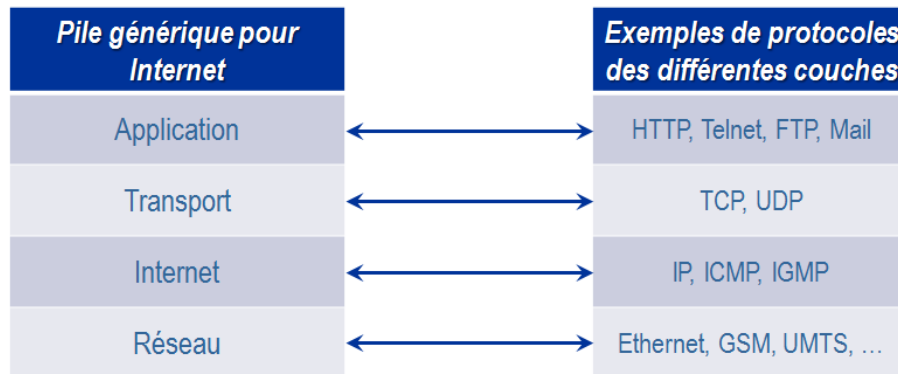 Pile générique pour
Internet
Exemples de protocoles
des différentes couches
Application
HTTP, Telnet, FTP, Mail
Transport
TCP, UDP
Internet
IP, ICMP, IGMP
Réseau
Ethernet, GSM, UMTS, …